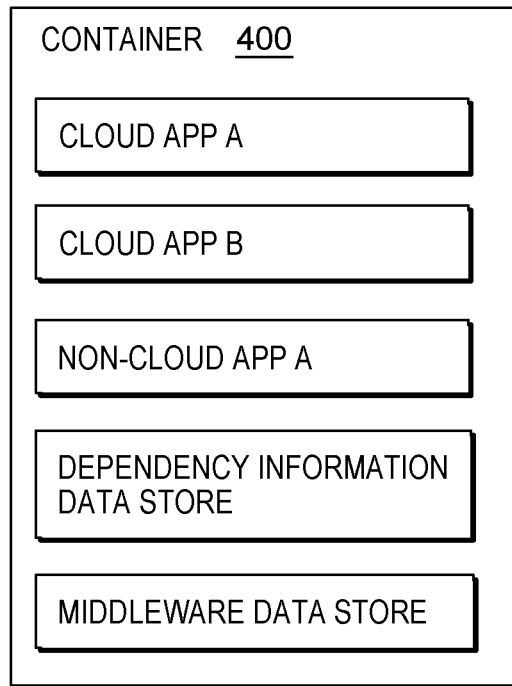 CONTAINER 400
CLOUD APP A
CLOUD APP B
NON-CLOUD APP A
DEPENDENCY INFORMATION
DATA STORE
MIDDLEWARE DATA STORE